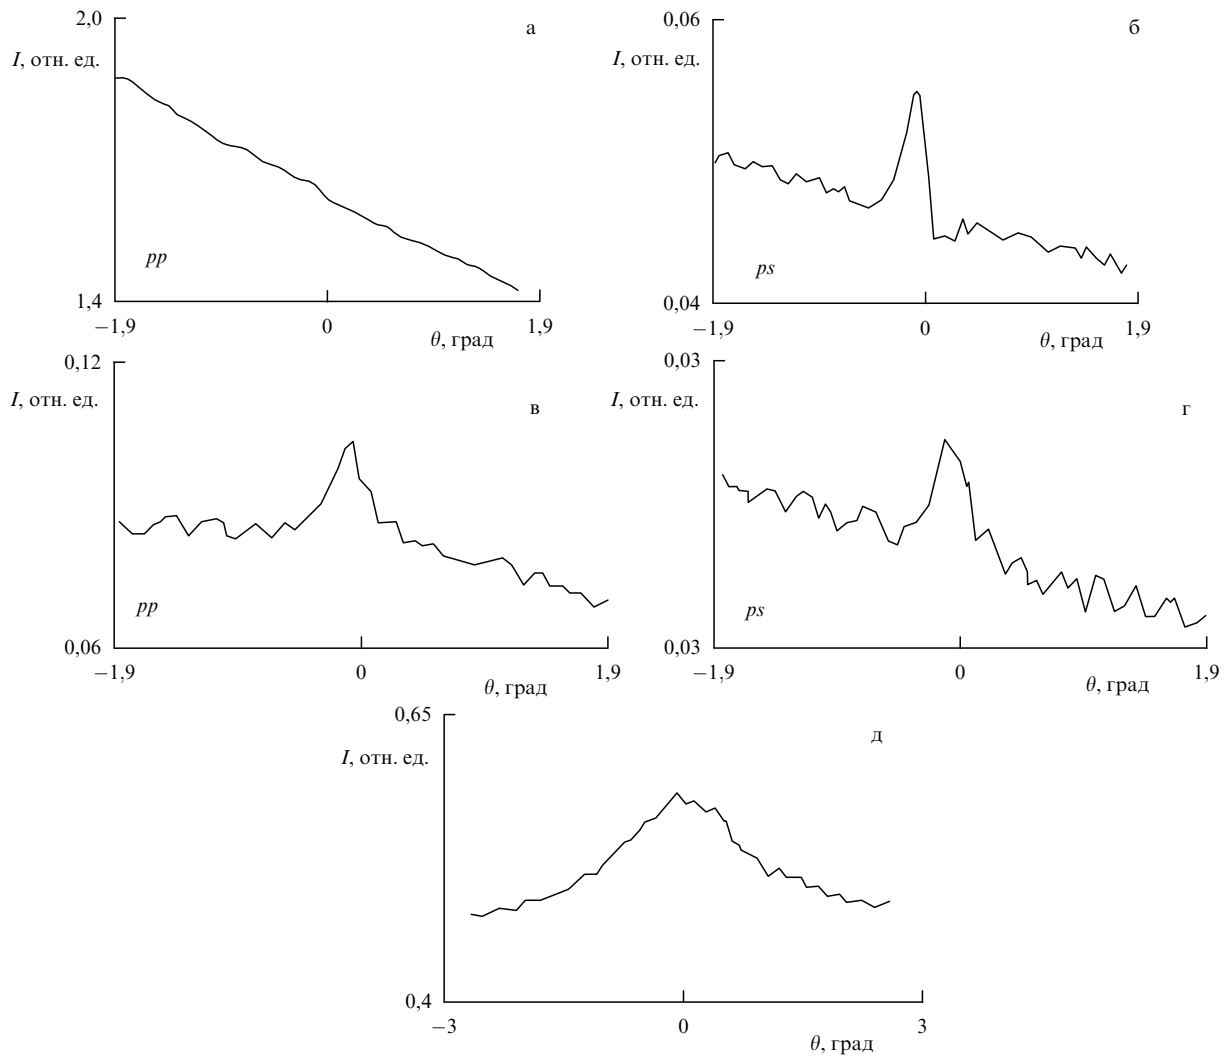 2,0
I, отн. ед.
а
pp
1,4
−1,9 0 1,9
θ, град
0,06
I, отн. ед.
б
ps
0,04
−1,9 0 1,9
θ, град
0,12
I, отн. ед.
в
pp
0,06
−1,9 0 1,9
θ, град
0,03
I, отн. ед.
г
ps
0,03
−1,9 0 1,9
θ, град
0,65
I, отн. ед.
д
0,4
−3 0 3
θ, град